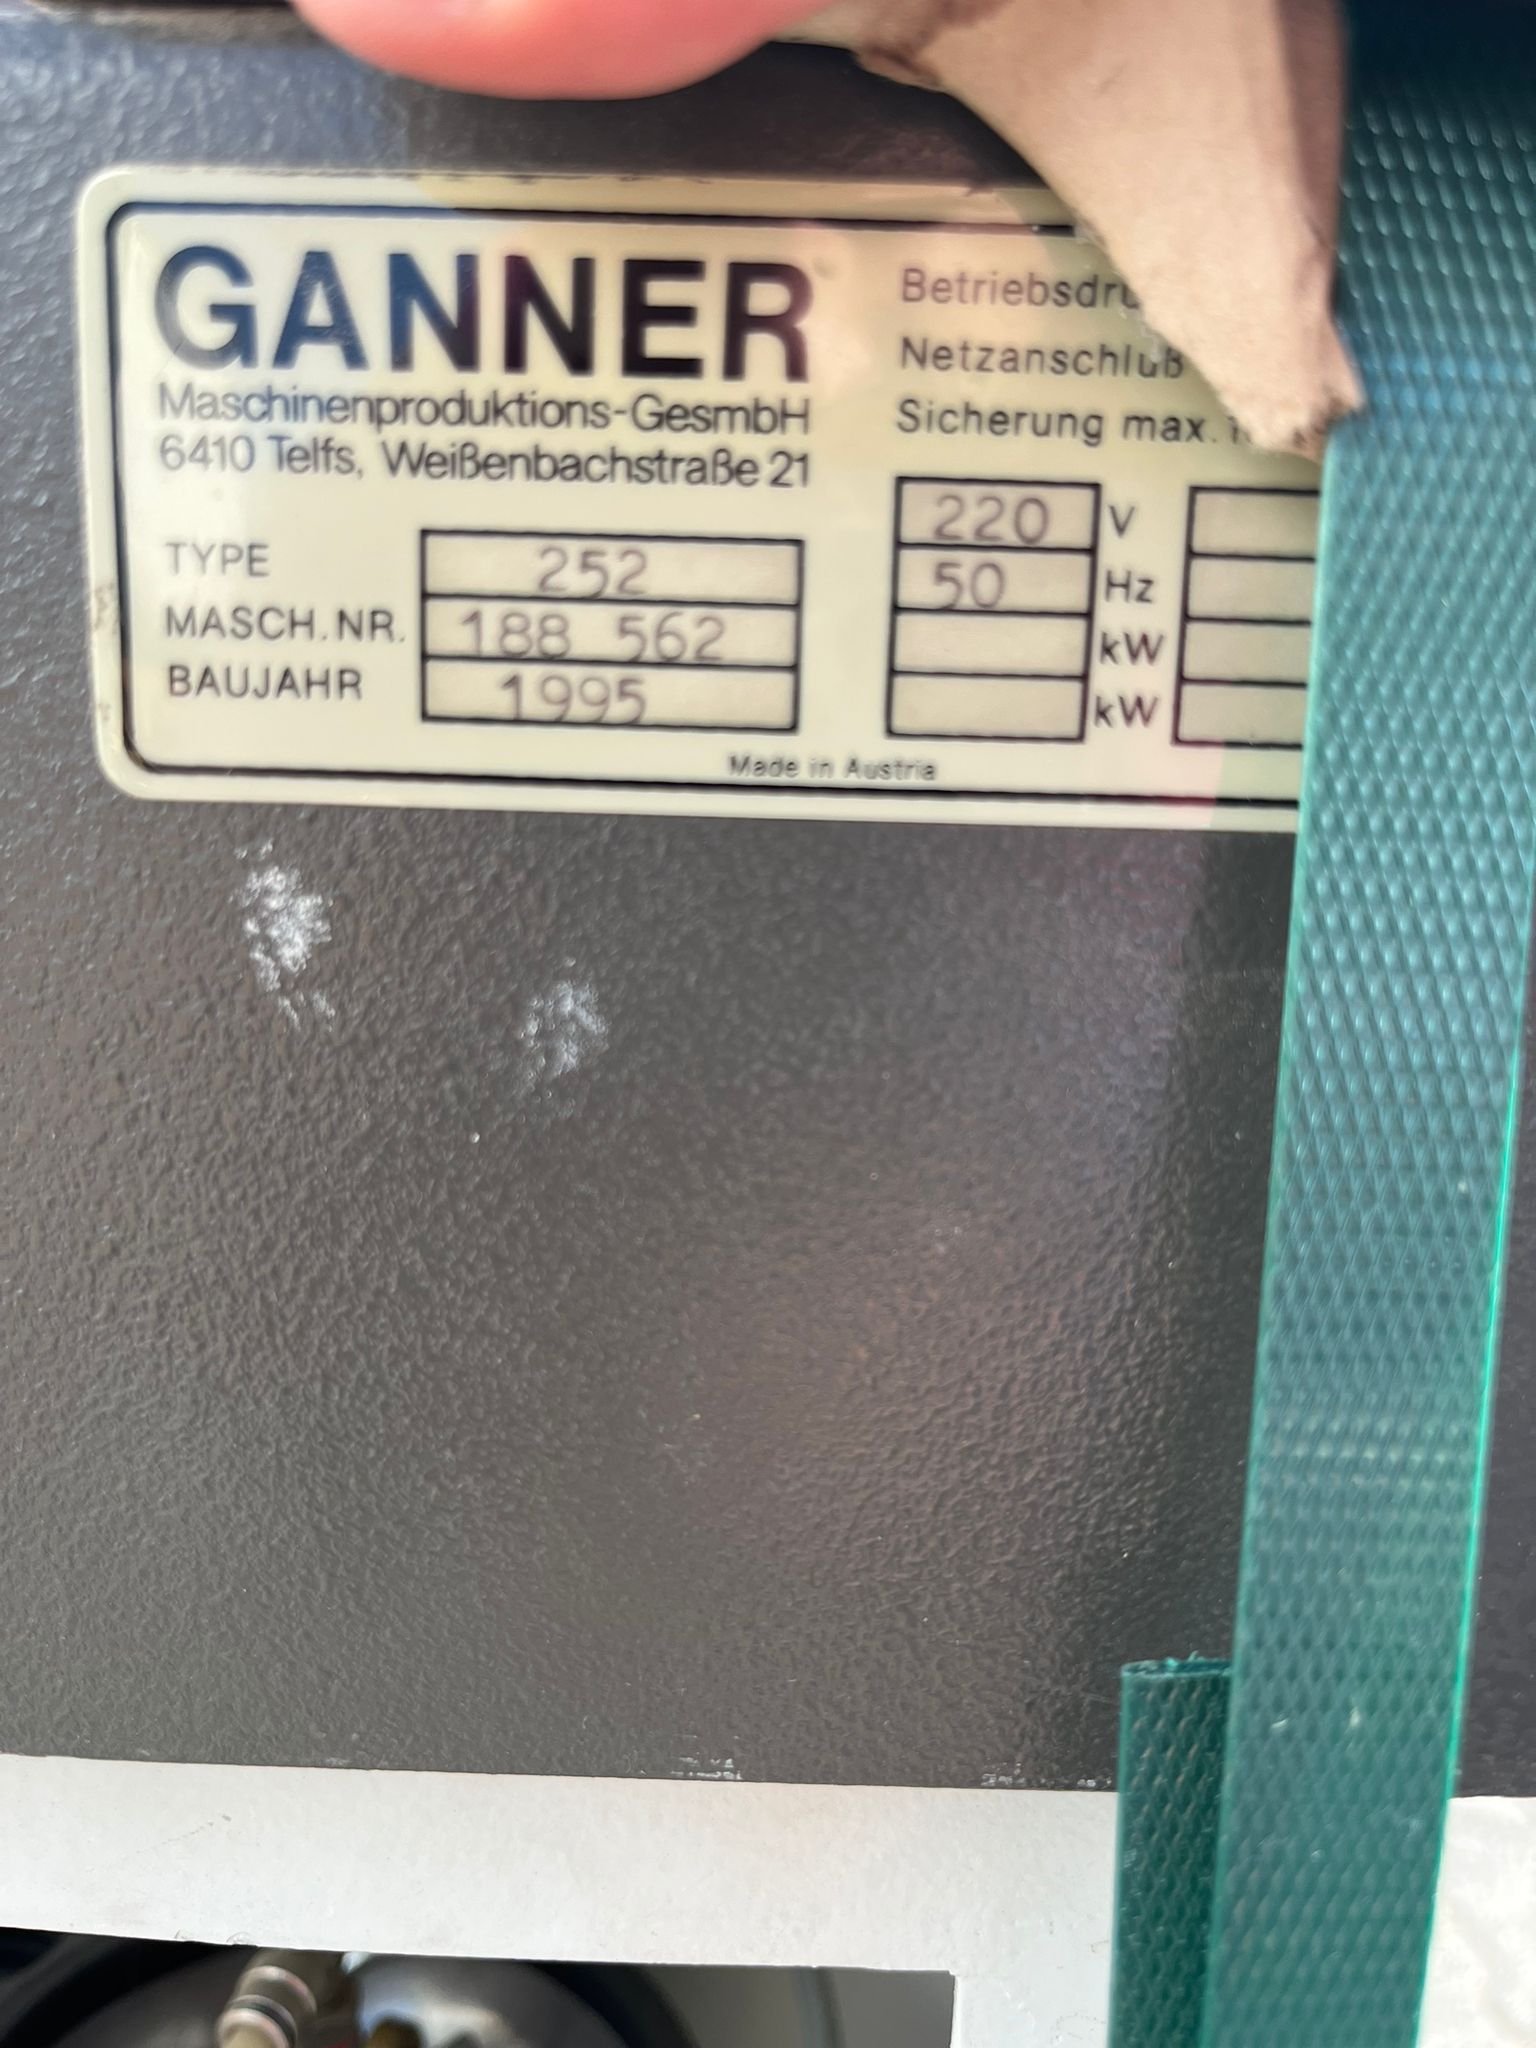 GANNER
Maschinenproduktions-GesmbH
6410 Telfs, Weißenbachstraße 21
TYPE 252
MASCH.NR. 188 562
BAUJAHR 1995
Netzanschluß
Sicherung max.
220 V
50 Hz
kW
kW
Made in Austria